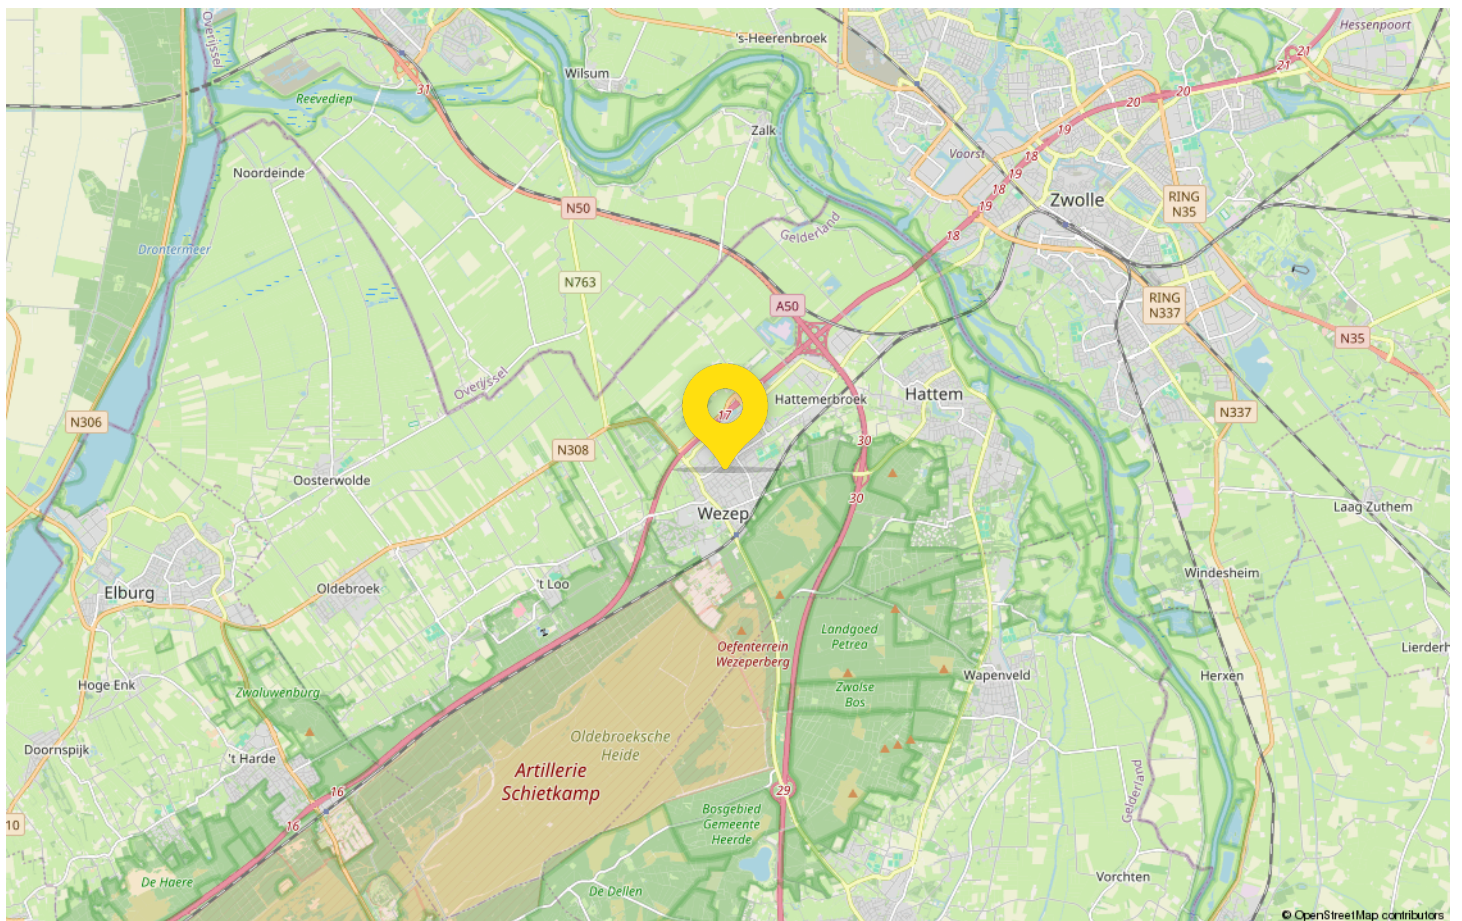 Hessenpoort
Overijssel
's-Heerenbroek
21
21
Wilsum
31
20
20
Reevediep
Zalk
19
Voorst
18
Noordeinde
19
18
Zwolle
RING
N35
N50
19
Gelderland
18
Drontermeer
N763
A50
RING
N337
N35
Overijssel
Hattemerbroek
Hattem
17
N306
N337
N308
30
Oosterwolde
30
Laag Zuthem
Wezep
Windesheim
't Loo
Oldebroek
Elburg
Landgoed
Petrea
Oefenterrein
Wezeperberg
Lierderh
Hoge Enk
Zwaluwenburg
Zwolse
Bos
Wapenveld
Herxen
Doornspijk
't Harde
Oldebroeksche
Heide
Artillerie
Schietkamp
16
29
Gelderland
10
16
Bosgebied
Gemeente
Heerde
De Haere
De Dellen
Vorchten
© OpenStreetMap contributors